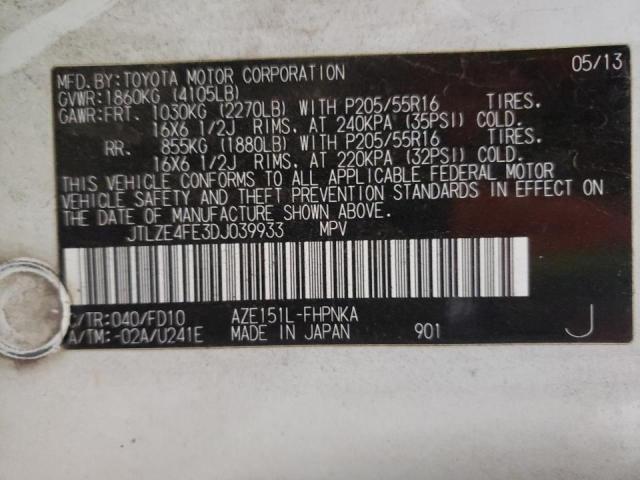 MFD.BY:TOYOTA MOTOR CORPORATION 05/13
GVWR:1860KG (4105LB)
GAWR:FRT. 1030KG (2270LB) WITH P205/55R16 TIRES.
16X6 1/2J RIMS. AT 240KPA (35PSI) COLD.
RR. 855KG (1880LB) WITH P205/55R16 TIRES.
16X6 1/2J RIMS. AT 220KPA (32PSI) COLD.
THIS VEHICLE CONFORMS TO ALL APPLICABLE FEDERAL MOTOR
VEHICLE SAFETY AND THEFT PREVENTION STANDARDS IN EFFECT ON
THE DATE OF MANUFACTURE SHOWN ABOVE.
JTLZE4FE3DJ039933 MPV
C/TR:040/FD10 AZE151L-FHPNKA
A/TM:-02A/U241E MADE IN JAPAN 901 J